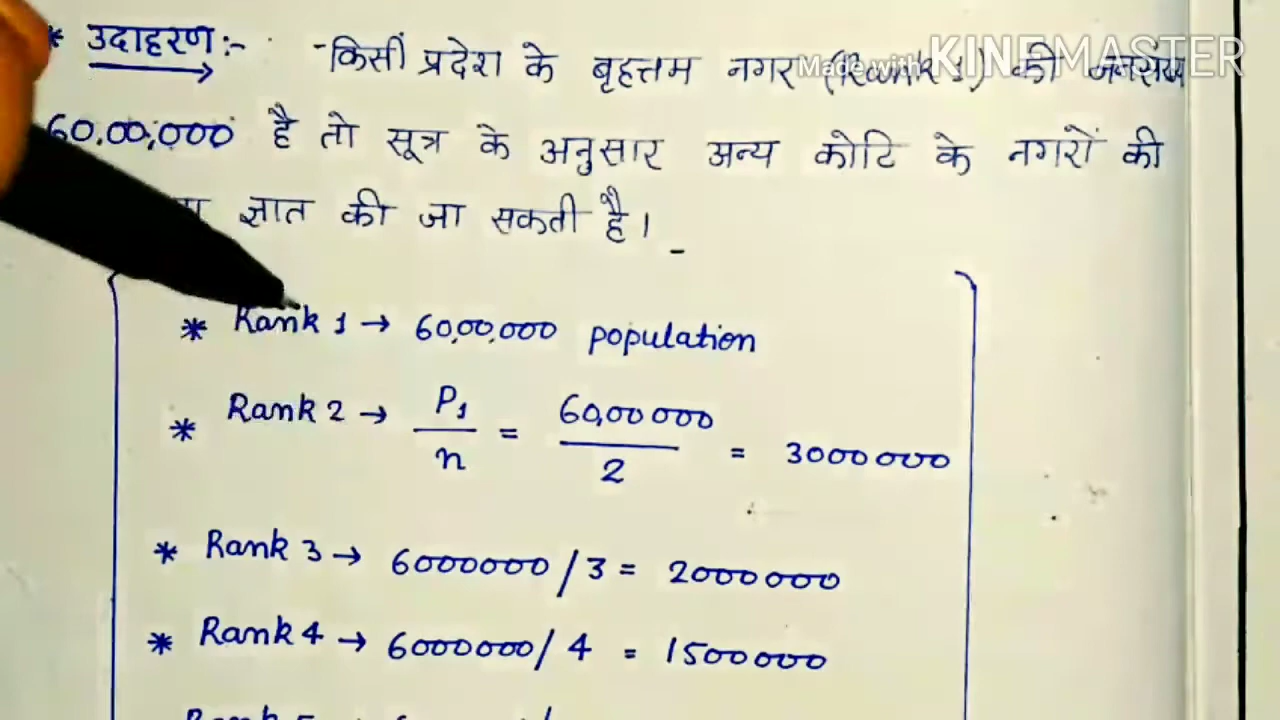 * उदाहरण:- -किसी प्रदेश के बृहत्तम नगर (Rank 1) की
Made with KINEMASTER
60,00,000 है तो सूत्र के अनुसार अन्य कोटि के नगरों की
ज्ञात की जा सकती है।
* Rank 1 → 60,00,000 population
* Rank 2 → P1/n = 60,00000/2 = 3000000
* Rank 3 → 6000000/3 = 2000000
* Rank 4 → 6000000/4 = 1500000